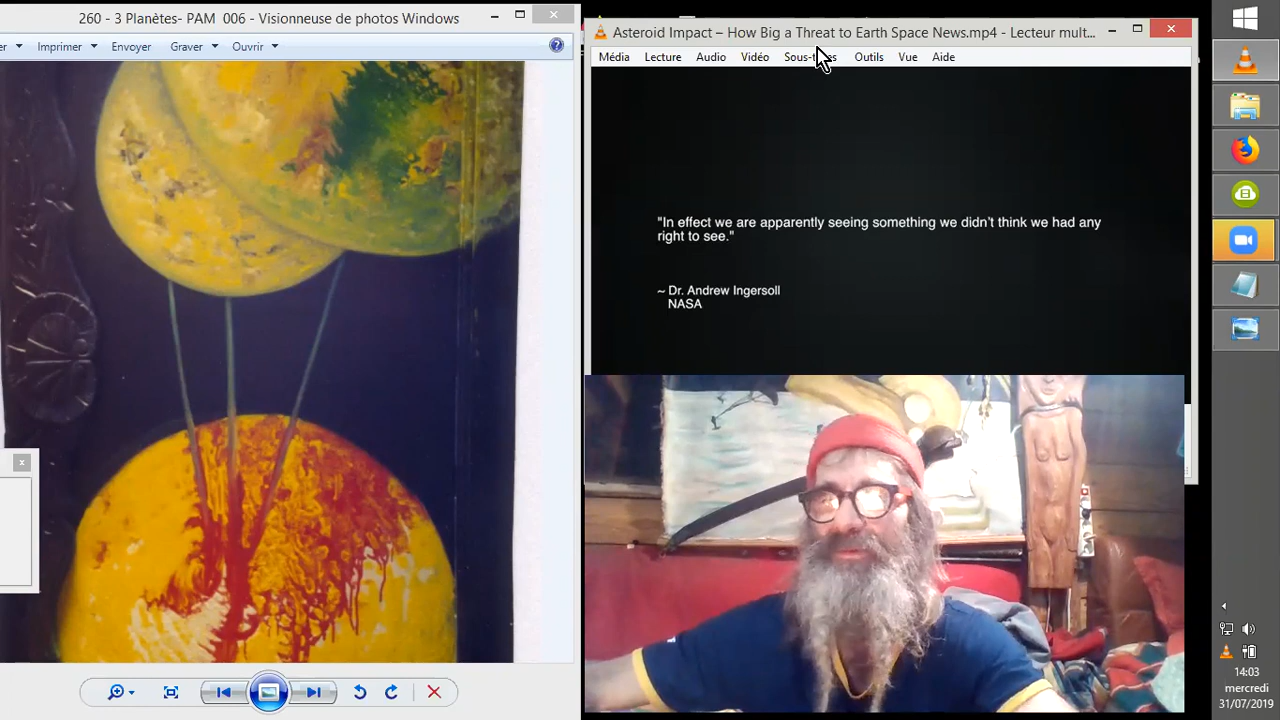 260 - 3 Planètes- PAM 006 - Visionneuse de photos Windows
Imprimer Envoyer Graver Ouvrir
Asteroid Impact – How Big a Threat to Earth Space News.mp4 - Lecteur mult...
Média Lecture Audio Vidéo Outils Vue Aide
"In effect we are apparently seeing something we didn't think we had any
right to see."
~ Dr. Andrew Ingersoll
NASA
14:03
mercredi
31/07/2019